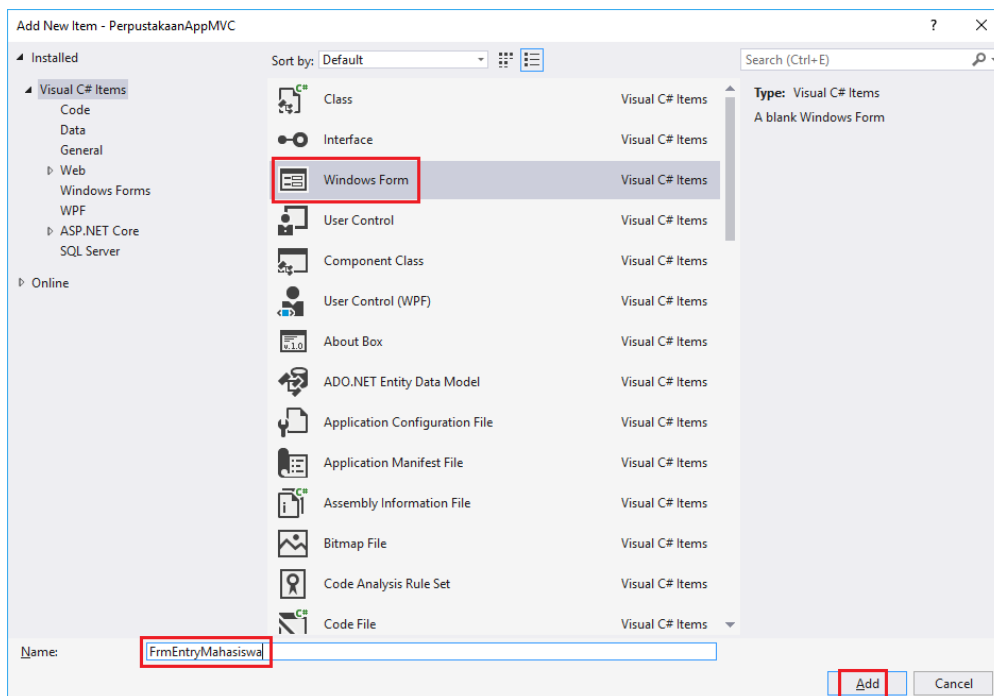 Add New Item - PerpustakaanAppMVC
?
Installed
Sort by: Default
Search (Ctrl+E)
Visual C# Items
Code
Data
General
Web
Windows Forms
WPF
ASP.NET Core
SQL Server
Online
Class Visual C# Items
Interface Visual C# Items
Windows Form Visual C# Items
User Control Visual C# Items
Component Class Visual C# Items
User Control (WPF) Visual C# Items
About Box Visual C# Items
ADO.NET Entity Data Model Visual C# Items
Application Configuration File Visual C# Items
Application Manifest File Visual C# Items
Assembly Information File Visual C# Items
Bitmap File Visual C# Items
Code Analysis Rule Set Visual C# Items
Code File Visual C# Items
Type: Visual C# Items
A blank Windows Form
Name: FrmEntryMahasiswa
Add Cancel